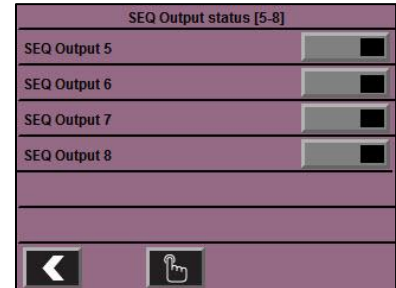 SEQ Output status [5-8]
SEQ Output 5
SEQ Output 6
SEQ Output 7
SEQ Output 8